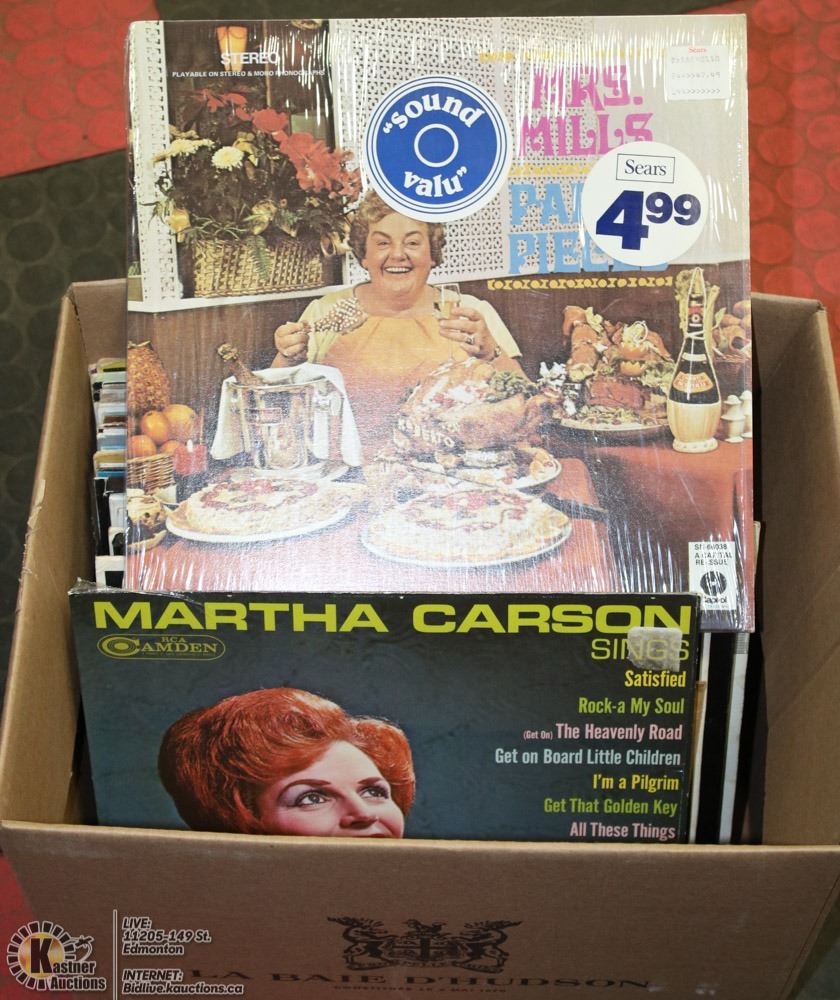 STEREO
PLAYABLE ON STEREO & MONO PHONOGRAPHS
"sound
valu"
MRS.
MILLS
Sears
Sears
4.99
PIECES
A CAPITAL
REISSUE
Capitol
MARTHA CARSON
SINGS
RCA
CAMDEN
Satisfied
Rock-a My Soul
(Get On) The Heavenly Road
Get on Board Little Children
I'm a Pilgrim
Get That Golden Key
All These Things
LA BAIE D'HUDSON
LIVE:
11205-149 St.
Edmonton
INTERNET:
Bidlive.kauctions.ca
Kastner
Auctions